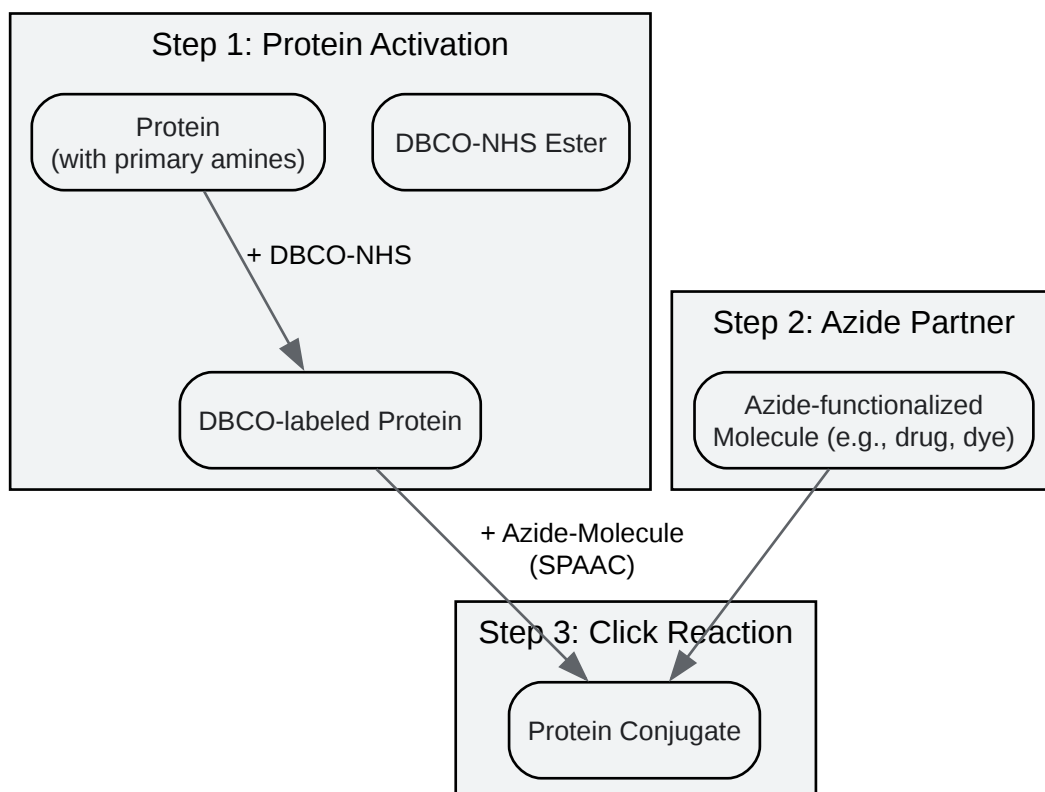 Step 1: Protein Activation
Protein
(with primary amines)
DBCO-NHS Ester
+ DBCO-NHS
DBCO-labeled Protein
Step 2: Azide Partner
Azide-functionalized
Molecule (e.g., drug, dye)
+ Azide-Molecule
(SPAAC)
Step 3: Click Reaction
Protein Conjugate